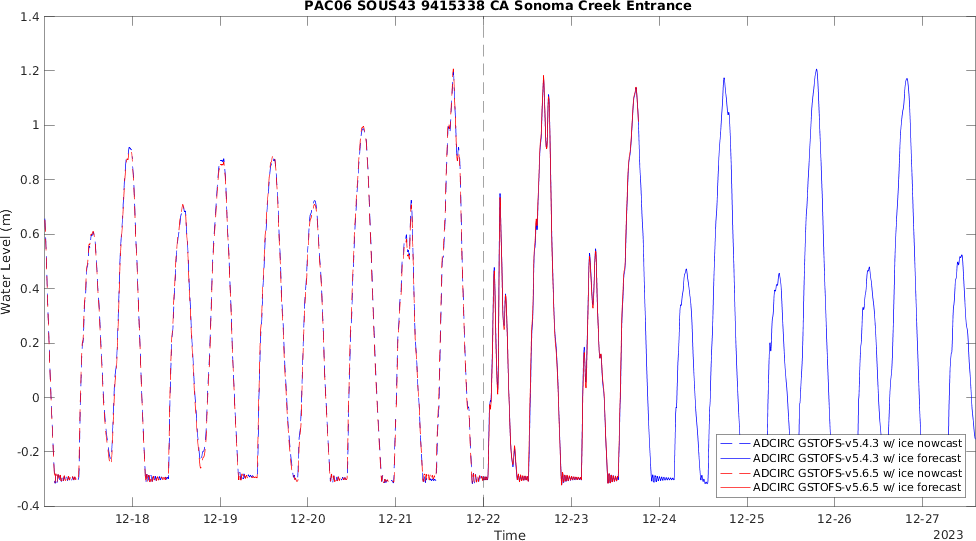 PAC06 SOUS43 9415338 CA Sonoma Creek Entrance
1.4
1.2
1
0.8
0.6
0.4
0.2
0
-0.2
-0.4
Water Level (m)
ADCIRC GSTOFS-v5.4.3 w/ ice nowcast
ADCIRC GSTOFS-v5.4.3 w/ ice forecast
ADCIRC GSTOFS-v5.6.5 w/ ice nowcast
ADCIRC GSTOFS-v5.6.5 w/ ice forecast
12-18 12-19 12-20 12-21 12-22 12-23 12-24 12-25 12-26 12-27
Time
2023